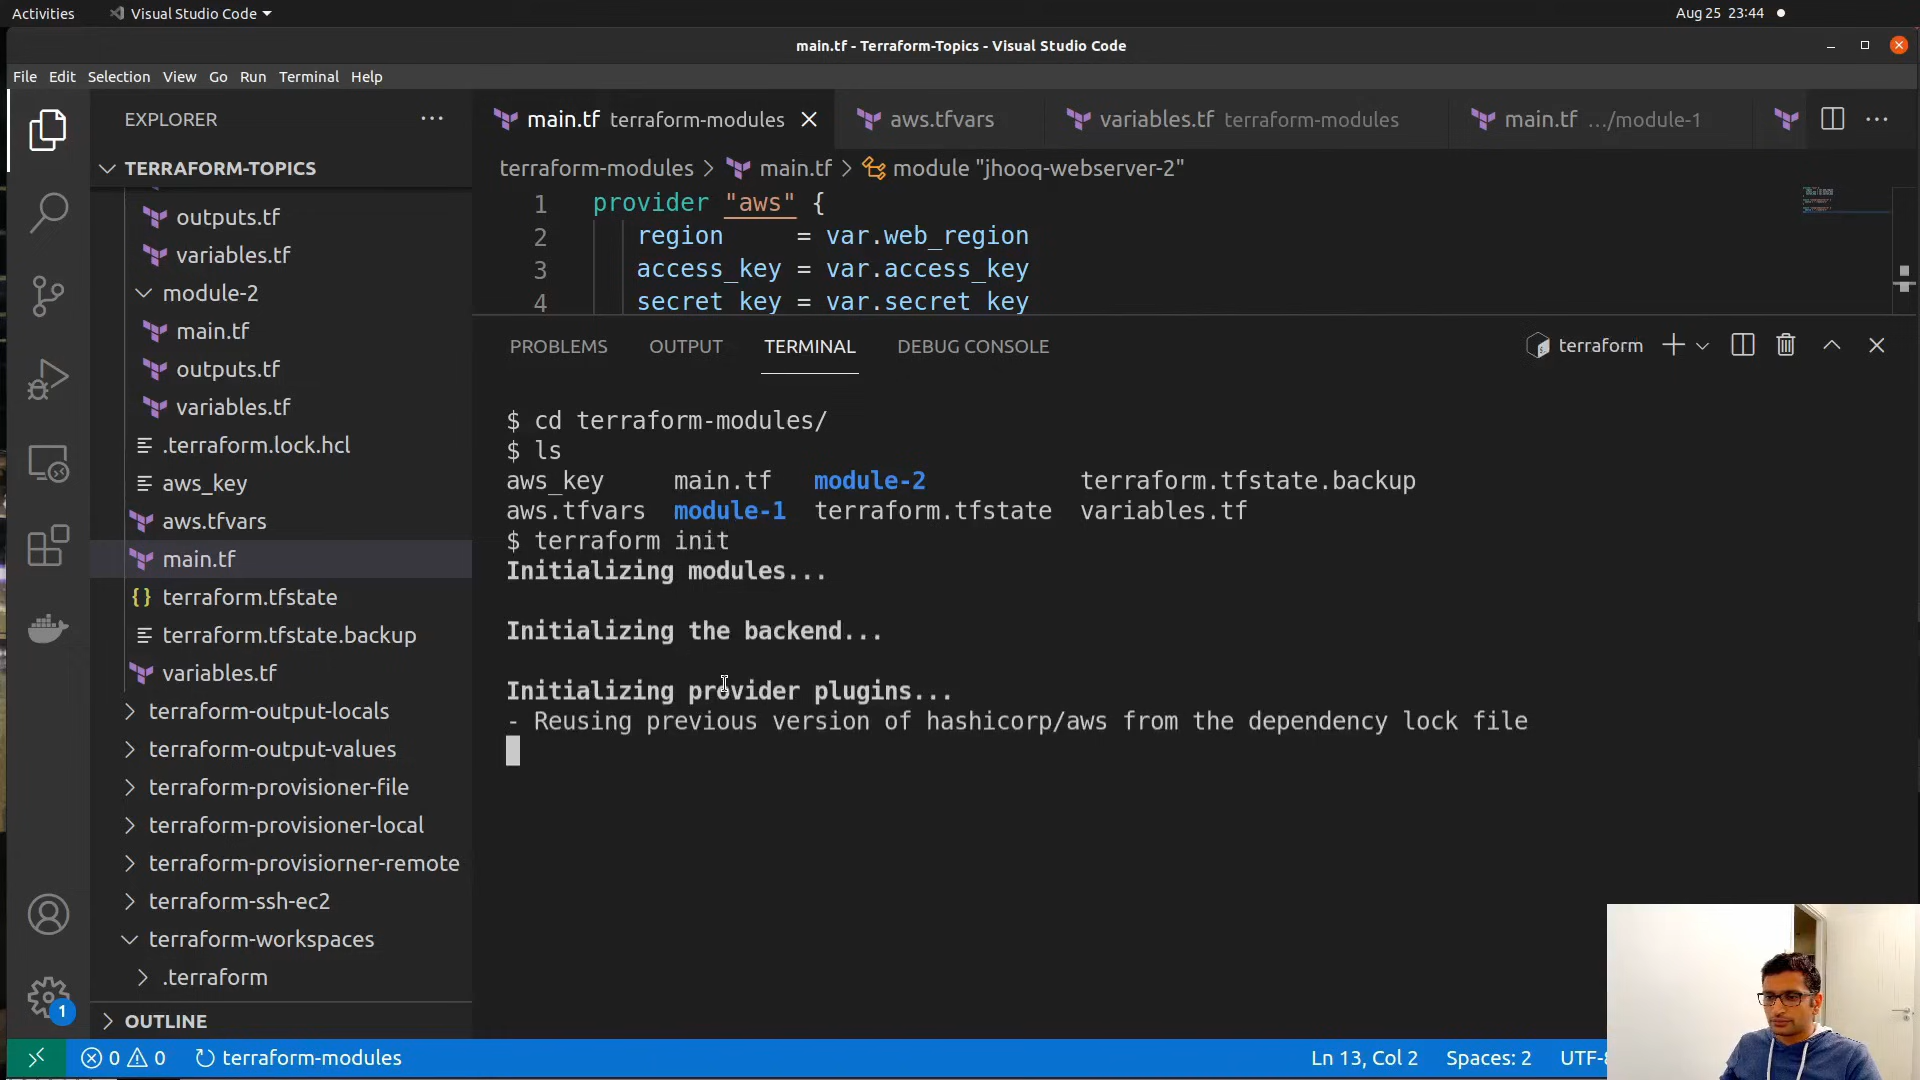 Activities
Visual Studio Code
Aug 25 23:44
main.tf - Terraform-Topics - Visual Studio Code
File Edit Selection View Go Run Terminal Help
EXPLORER
TERRAFORM-TOPICS
outputs.tf
variables.tf
module-2
main.tf
outputs.tf
variables.tf
.terraform.lock.hcl
aws_key
aws.tfvars
main.tf
terraform.tfstate
terraform.tfstate.backup
variables.tf
terraform-output-locals
terraform-output-values
terraform-provisioner-file
terraform-provisioner-local
terraform-provisiorner-remote
terraform-ssh-ec2
terraform-workspaces
.terraform
OUTLINE
main.tf terraform-modules
aws.tfvars
variables.tf terraform-modules
main.tf .../module-1
terraform-modules > main.tf > module "jhooq-webserver-2"
1 provider "aws" {
2 region = var.web_region
3 access_key = var.access_key
4 secret_key = var.secret_key
PROBLEMS OUTPUT TERMINAL DEBUG CONSOLE
terraform
$ cd terraform-modules/
$ ls
aws_key main.tf module-2 terraform.tfstate.backup
aws.tfvars module-1 terraform.tfstate variables.tf
$ terraform init
Initializing modules...
Initializing the backend...
Initializing provider plugins...
- Reusing previous version of hashicorp/aws from the dependency lock file
1
0 0 terraform-modules
Ln 13, Col 2 Spaces: 2